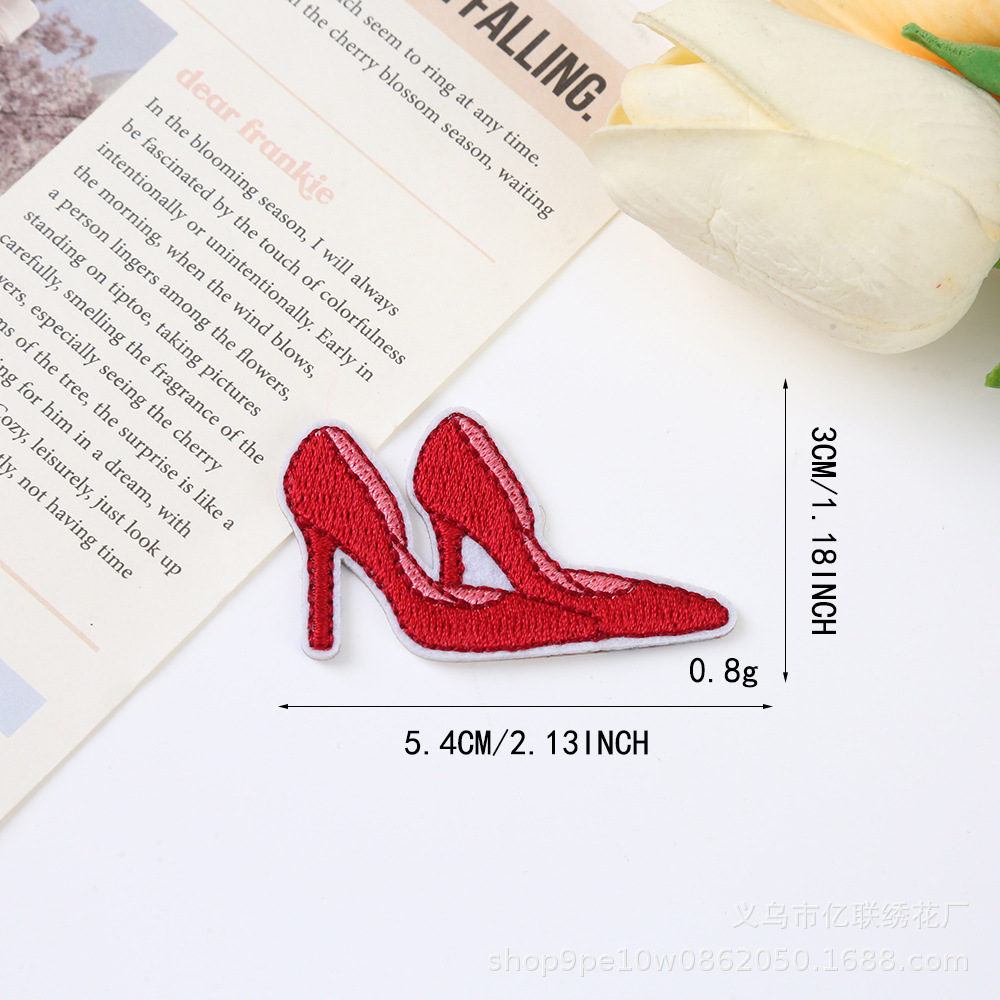 FALLING.
ch seem to ring at any time.
n the cherry blossom season, waiting
dear frankie
In the blooming season, I will always
be fascinated by the touch of colorfulness
intentionally or unintentionally. Early in
the morning, when the wind blows,
a person lingers among the flowers,
standing on tiptoe, taking pictures
carefully, smelling the fragrance of the
wers, especially seeing the cherry
ms of the tree, the surprise is like a
ng for him in a dream, with
Cozy, leisurely, just look up
tly, not having time
3CM/1.18INCH
0.8g
5.4CM/2.13INCH
义乌市亿联绣花厂
shop9pe10w0862050.1688.com